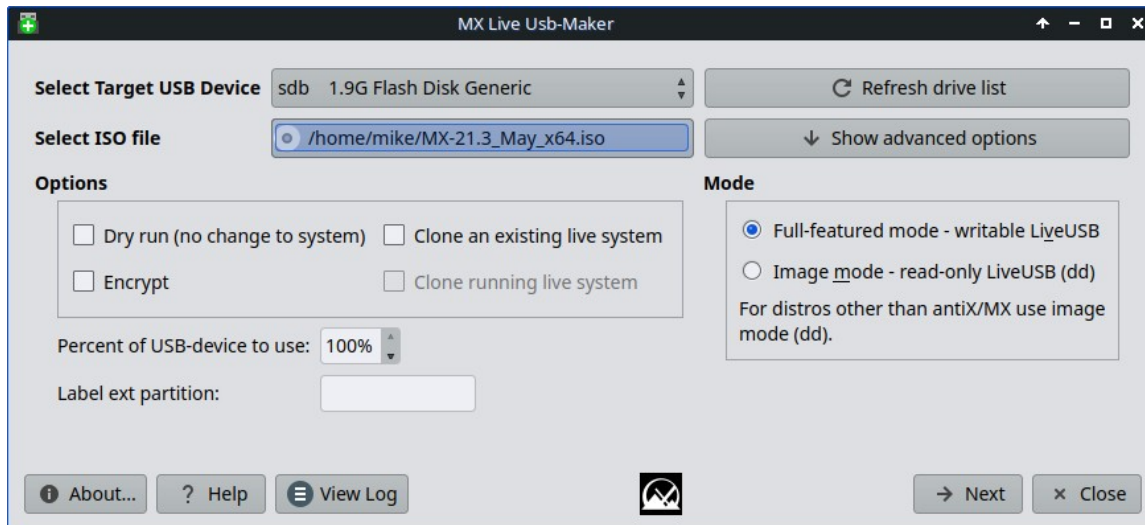 MX Live Usb-Maker
Select Target USB Device sdb 1.9G Flash Disk Generic Refresh drive list
Select ISO file /home/mike/MX-21.3_May_x64.iso Show advanced options
Options Mode
Dry run (no change to system) Clone an existing live system
Encrypt Clone running live system
Full-featured mode - writable LiveUSB
Image mode - read-only LiveUSB (dd)
For distros other than antiX/MX use image
mode (dd).
Percent of USB-device to use: 100%
Label ext partition:
About... ? Help View Log Next Close